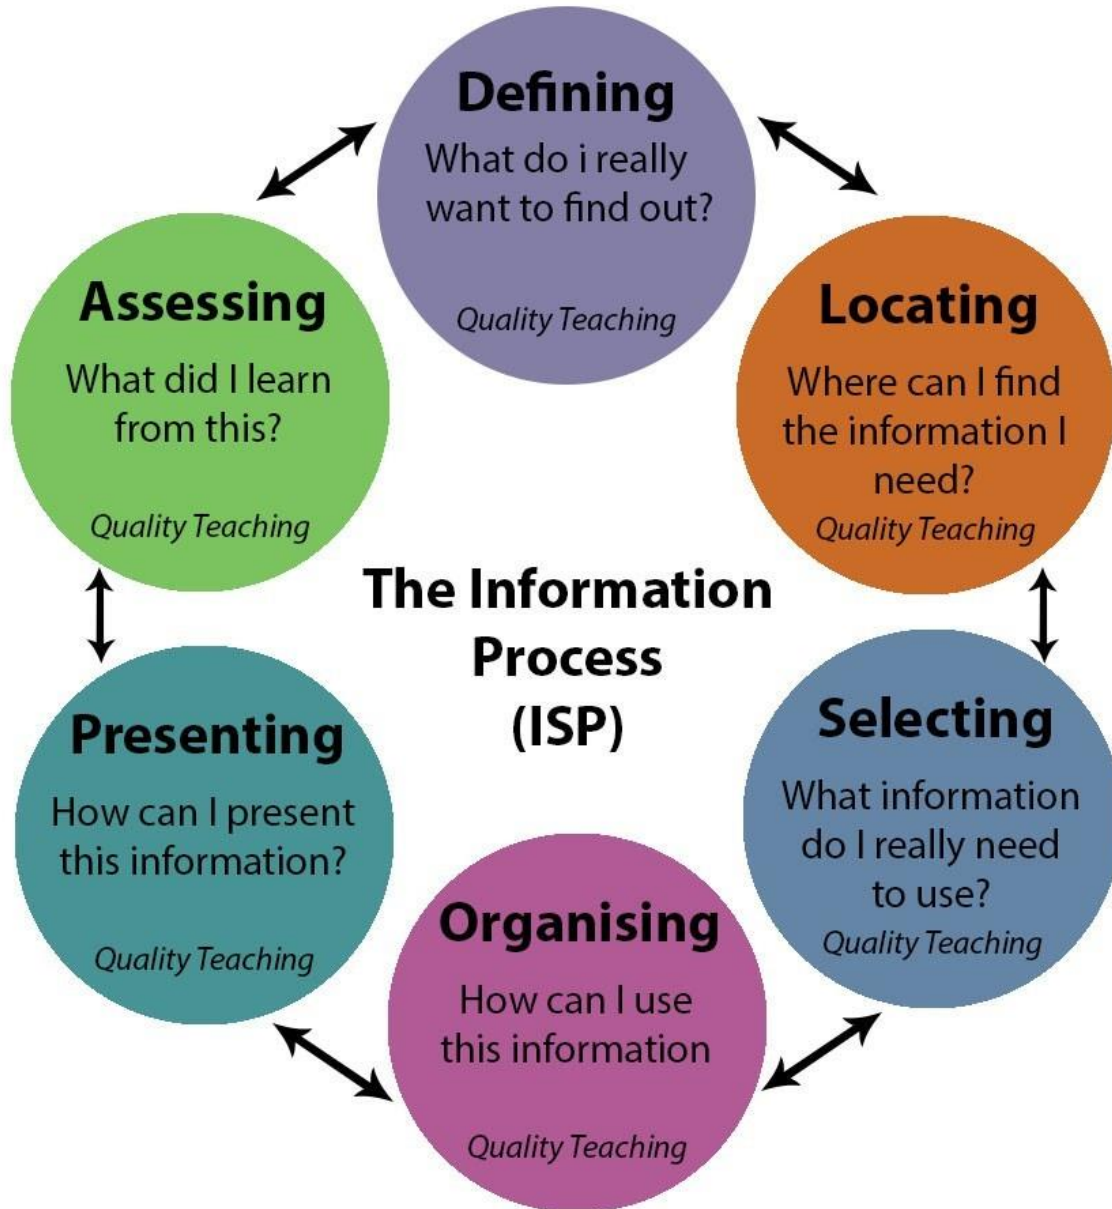 Defining
What do i really
want to find out?
Quality Teaching
Locating
Where can I find
the information I
need?
Quality Teaching
Selecting
What information
do I really need
to use?
Quality Teaching
Organising
How can I use
this information
Quality Teaching
Presenting
How can I present
this information?
Quality Teaching
Assessing
What did I learn
from this?
Quality Teaching
The Information
Process
(ISP)